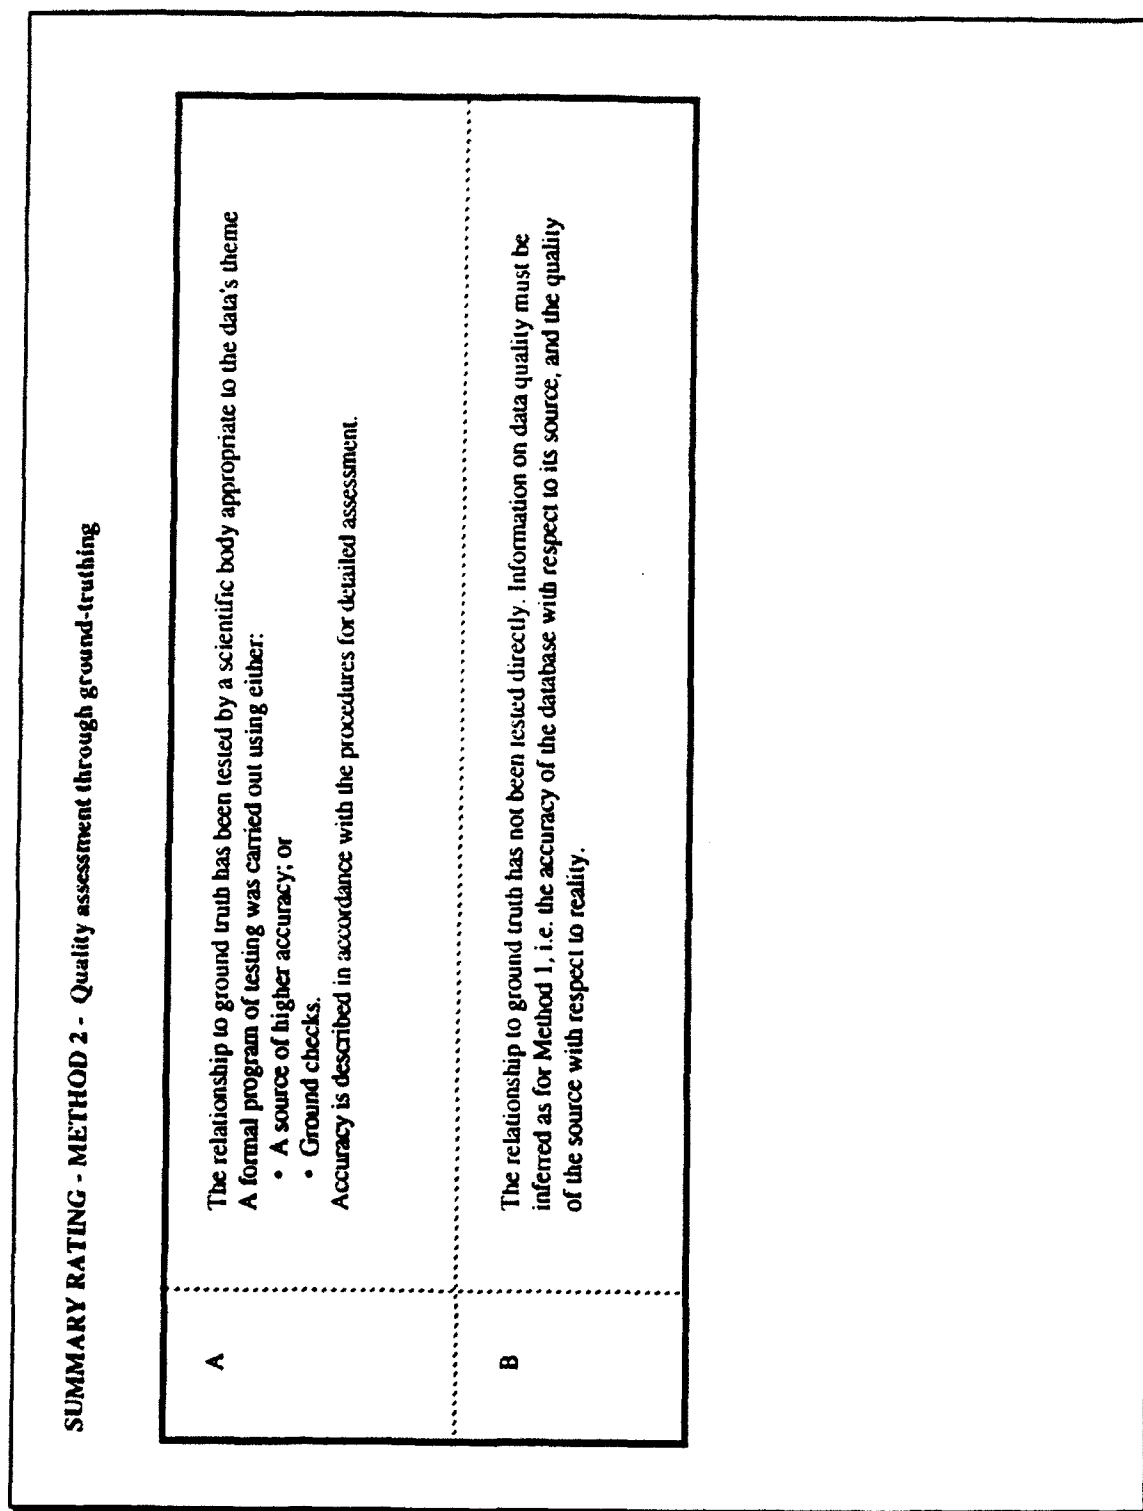 SUMMARY RATING - METHOD 2 - Quality assessment through ground-truthing
A
The relationship to ground truth has been tested by a scientific body appropriate to the data's theme
A formal program of testing was carried out using either:
• A source of higher accuracy; or
• Ground checks.
Accuracy is described in accordance with the procedures for detailed assessment.
B
The relationship to ground truth has not been tested directly. Information on data quality must be
inferred as for Method 1, i.e. the accuracy of the database with respect to its source, and the quality
of the source with respect to reality.